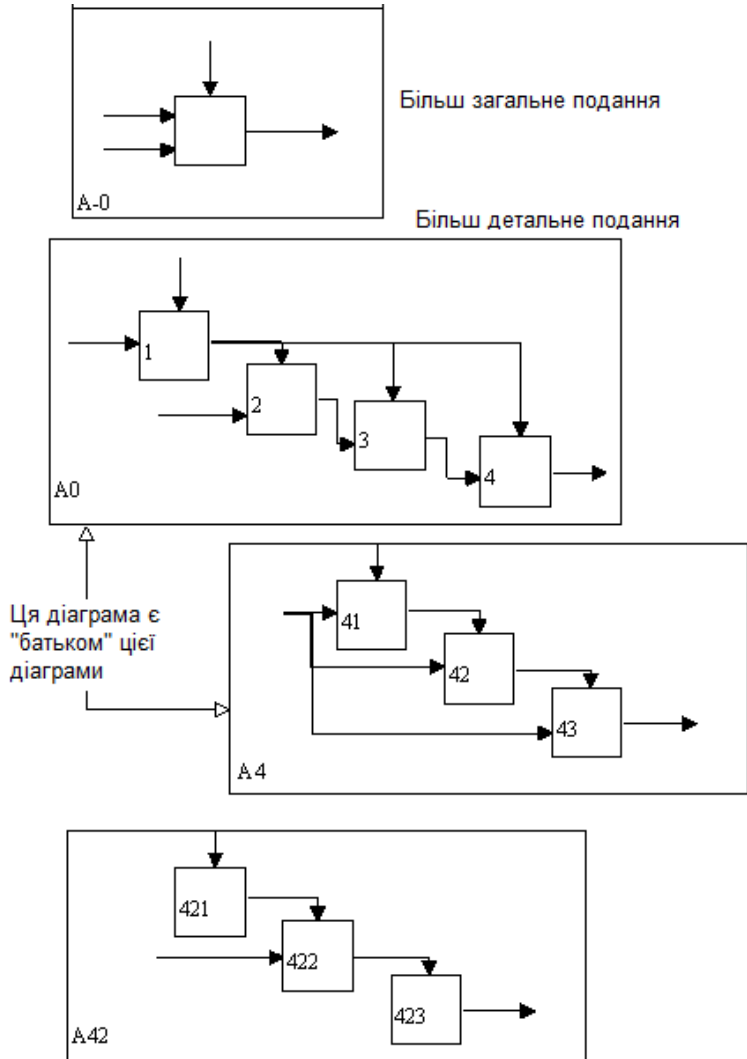 Більш загальне подання
A-0
Більш детальне подання
1
2
3
4
A0
Ця діаграма є
"батьком" цієї
діаграми
41
42
43
A4
421
422
423
A42